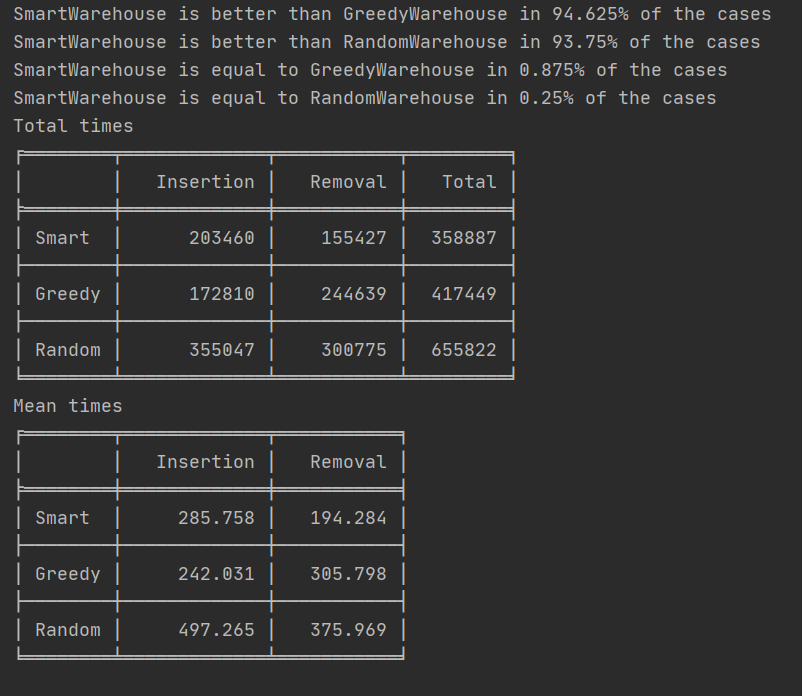 SmartWarehouse is better than GreedyWarehouse in 94.625% of the cases
SmartWarehouse is better than RandomWarehouse in 93.75% of the cases
SmartWarehouse is equal to GreedyWarehouse in 0.875% of the cases
SmartWarehouse is equal to RandomWarehouse in 0.25% of the cases
Total times
Insertion Removal Total
Smart 203460 155427 358887
Greedy 172810 244639 417449
Random 355047 300775 655822
Mean times
Insertion Removal
Smart 285.758 194.284
Greedy 242.031 305.798
Random 497.265 375.969